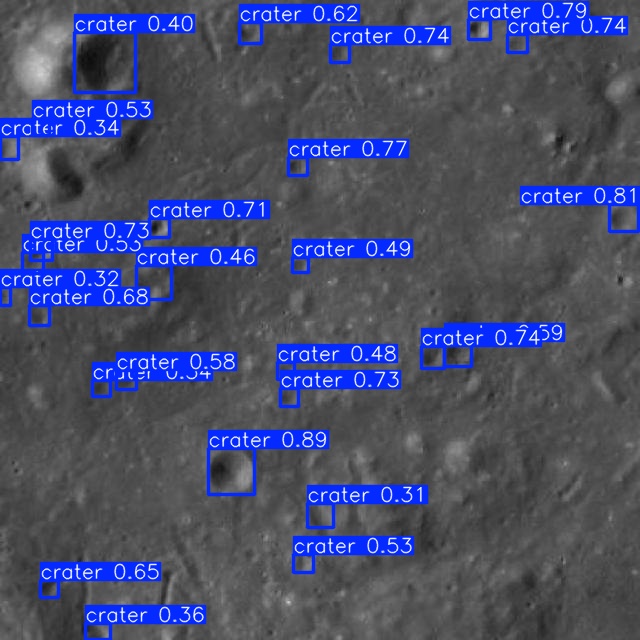 crater 0.40
crater 0.62
crater 0.79
crater 0.74
crater 0.74
crater 0.53
crater 0.34
crater 0.77
crater 0.81
crater 0.71
crater 0.73
crater 0.53
crater 0.49
crater 0.46
crater 0.32
crater 0.68
crater 0.74
crater 0.48
crater 0.58
crater 0.73
crater 0.89
crater 0.31
crater 0.53
crater 0.65
crater 0.36